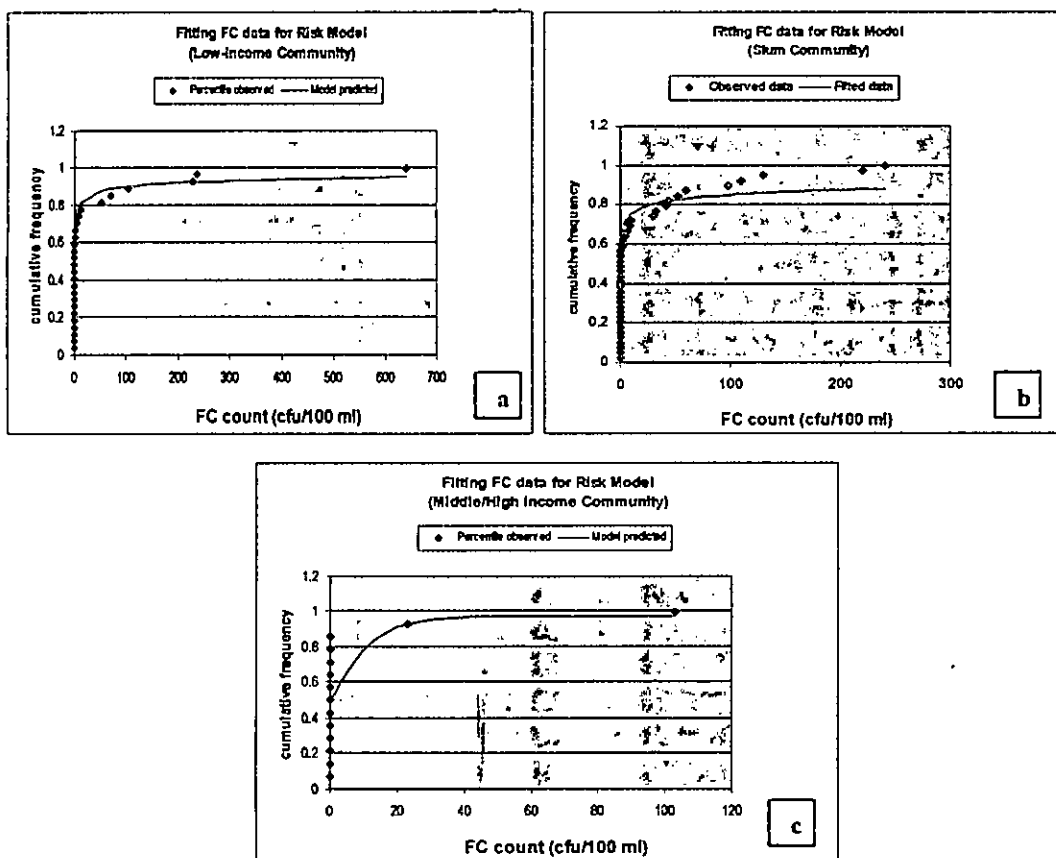 Fitting FC data for Risk Model
(Low-Income Community)
Percentile observed
Model predicted
1.2
1
0.8
0.6
0.4
0.2
0
cumulative frequency
0
100
200
300
400
500
600
700
FC count (cfu/100 ml)
a
Fitting FC data for Risk Model
(Slum Community)
Observed data
Fitted data
1.2
1
0.8
0.6
0.4
0.2
0
cumulative frequency
0
100
200
300
FC count (cfu/100 ml)
b
Fitting FC data for Risk Model
(Middle/High Income Community)
Percentile observed
Model predicted
1.2
1
0.8
0.6
0.4
0.2
0
cumulative frequency
0
20
40
60
80
100
120
FC count (cfu/100 ml)
c